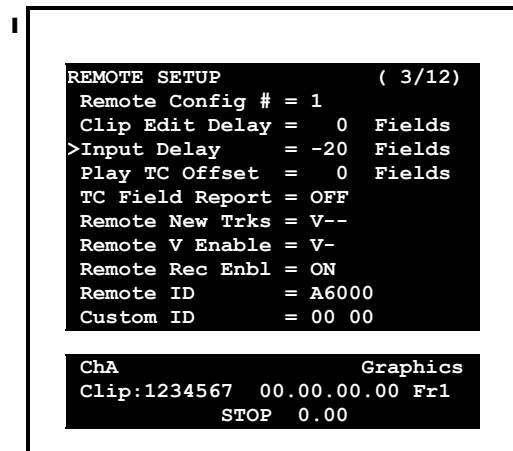 REMOTE SETUP ( 3/12)
Remote Config # = 1
Clip Edit Delay = 0 Fields
>Input Delay = -20 Fields
Play TC Offset = 0 Fields
TC Field Report = OFF
Remote New Trks = V--
Remote V Enable = V-
Remote Rec Enbl = ON
Remote ID = A6000
Custom ID = 00 00
ChA Graphics
Clip:1234567 00.00.00.00 Fr1
STOP 0.00